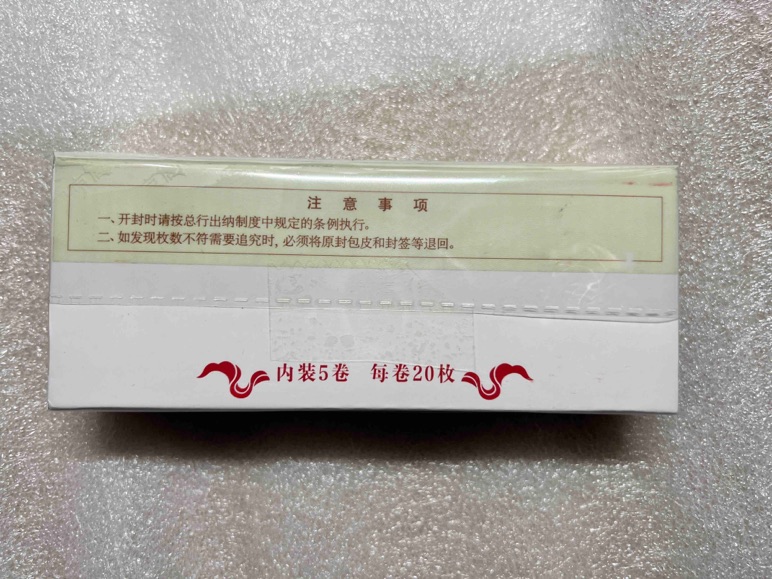 注意事项
一、开封时请按总行出纳制度中规定的条例执行。
二、如发现枚数不符需要追究时,必须将原封包皮和封签等退回。
内装5卷 每卷20枚